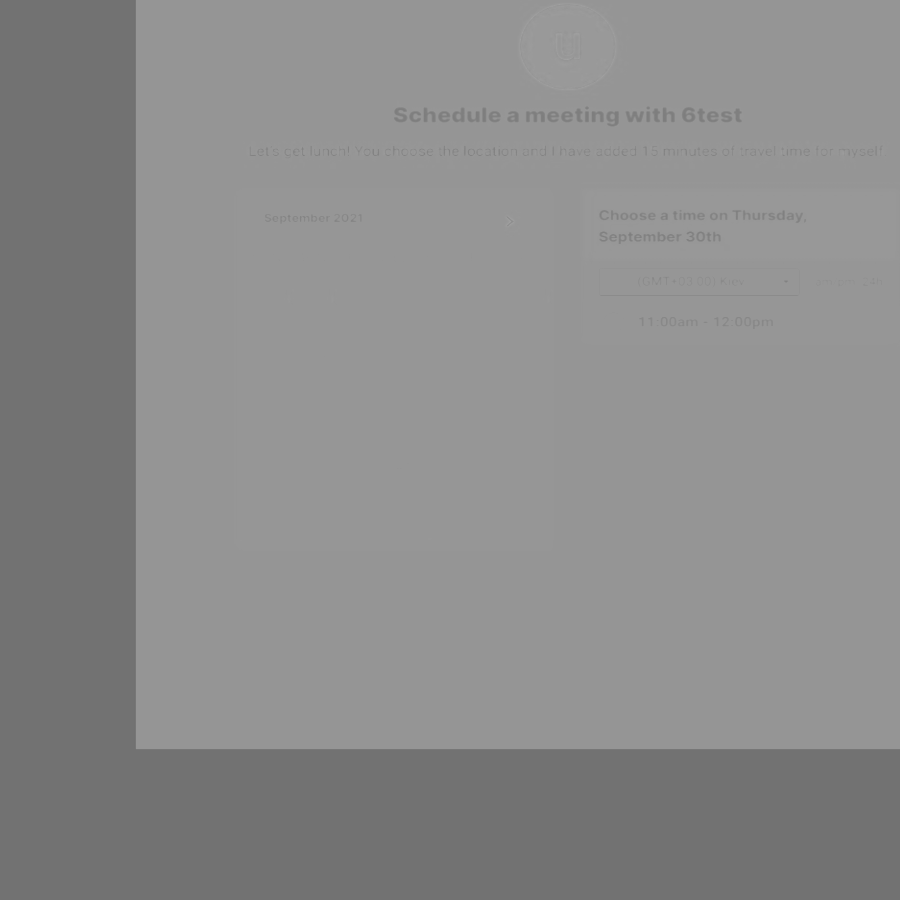 Schedule a meeting with 6test
Let's get lunch! You choose the location and I have added 15 minutes of travel time for myself.
September 2021
Choose a time on Thursday,
September 30th
(GMT+03:00) Kiev
24h
11:00am - 12:00pm